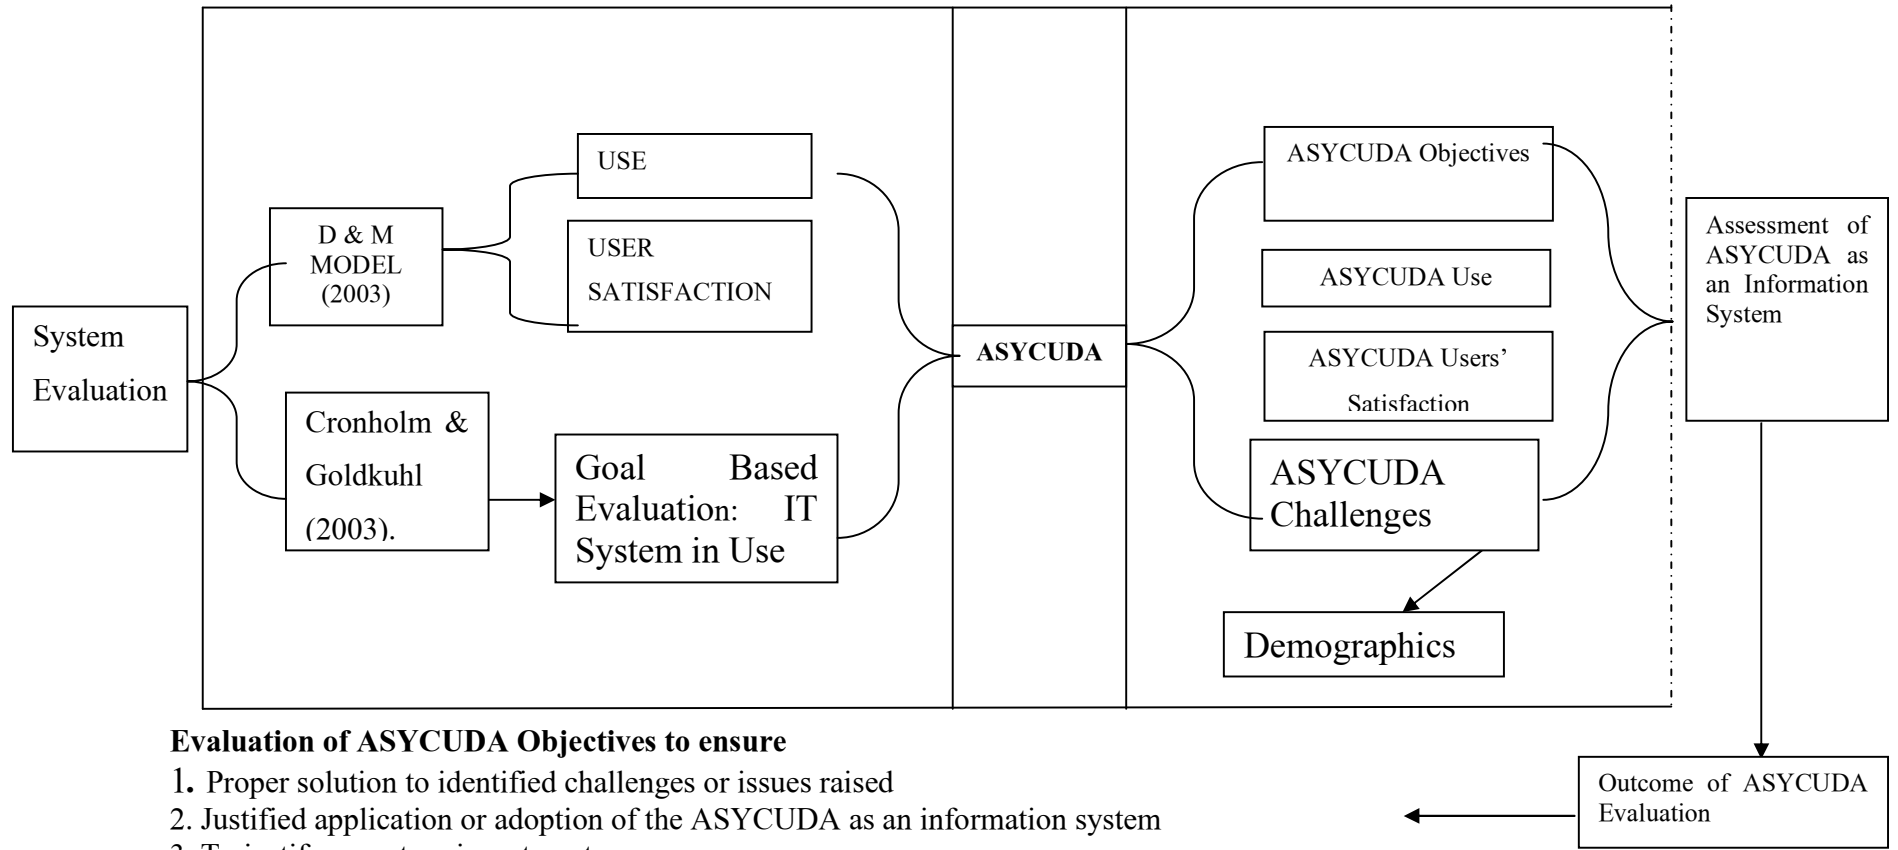 System
Evaluation
D & M
MODEL
(2003)
Cronholm &
Goldkuhl
(2003).
USE
USER
SATISFACTION
Goal Based
Evaluation: IT
System in Use
ASYCUDA
ASYCUDA Objectives
ASYCUDA Use
ASYCUDA Users’
Satisfaction
ASYCUDA
Challenges
Demographics
Assessment of
ASYCUDA as
an Information
System
Outcome of ASYCUDA
Evaluation
Evaluation of ASYCUDA Objectives to ensure
1. Proper solution to identified challenges or issues raised
2. Justified application or adoption of the ASYCUDA as an information system